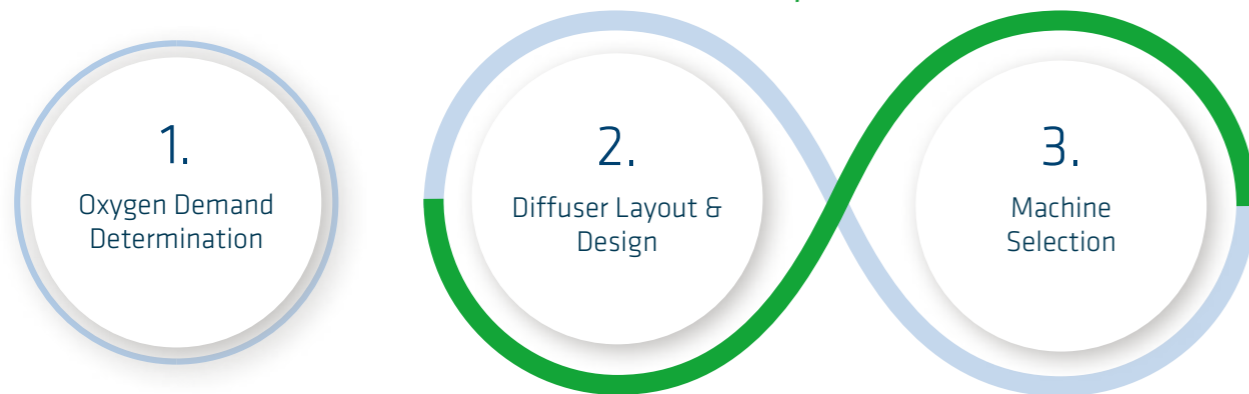 1.
Oxygen Demand
Determination
2.
Diffuser Layout &
Design
3.
Machine
Selection